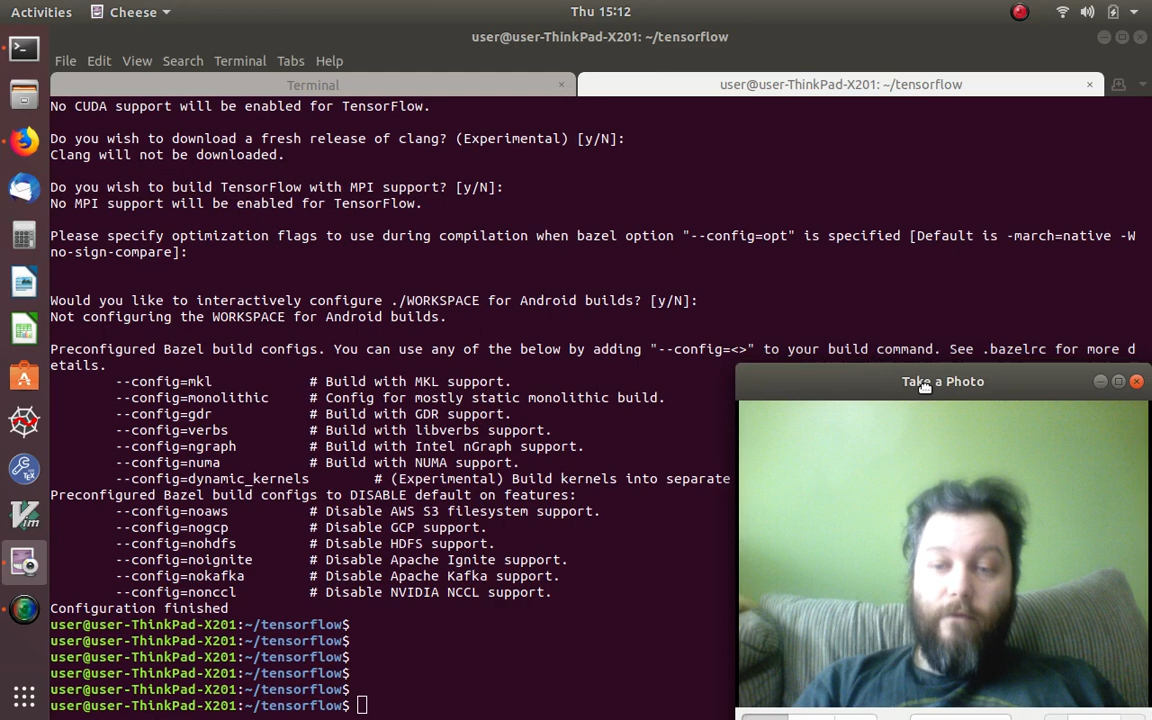 Activities Cheese Thu 15:12
user@user-ThinkPad-X201: ~/tensorflow
File Edit View Search Terminal Tabs Help
Terminal × user@user-ThinkPad-X201: ~/tensorflow ×
No CUDA support will be enabled for TensorFlow.
Do you wish to download a fresh release of clang? (Experimental) [y/N]:
Clang will not be downloaded.
Do you wish to build TensorFlow with MPI support? [y/N]:
No MPI support will be enabled for TensorFlow.
Please specify optimization flags to use during compilation when bazel option "--config=opt" is specified [Default is -march=native -W
no-sign-compare]:
Would you like to interactively configure ./WORKSPACE for Android builds? [y/N]:
Not configuring the WORKSPACE for Android builds.
Preconfigured Bazel build configs. You can use any of the below by adding "--config=<>" to your build command. See .bazelrc for more d
etails.
--config=mkl # Build with MKL support.
--config=monolithic # Config for mostly static monolithic build.
--config=gdr # Build with GDR support.
--config=verbs # Build with libverbs support.
--config=ngraph # Build with Intel nGraph support.
--config=numa # Build with NUMA support.
--config=dynamic_kernels # (Experimental) Build kernels into separate
Preconfigured Bazel build configs to DISABLE default on features:
--config=noaws # Disable AWS S3 filesystem support.
--config=nogcp # Disable GCP support.
--config=nohdfs # Disable HDFS support.
--config=noignite # Disable Apache Ignite support.
--config=nokafka # Disable Apache Kafka support.
--config=nonccl # Disable NVIDIA NCCL support.
Configuration finished
user@user-ThinkPad-X201:~/tensorflow$
user@user-ThinkPad-X201:~/tensorflow$
user@user-ThinkPad-X201:~/tensorflow$
user@user-ThinkPad-X201:~/tensorflow$
user@user-ThinkPad-X201:~/tensorflow$
user@user-ThinkPad-X201:~/tensorflow$
Take a Photo